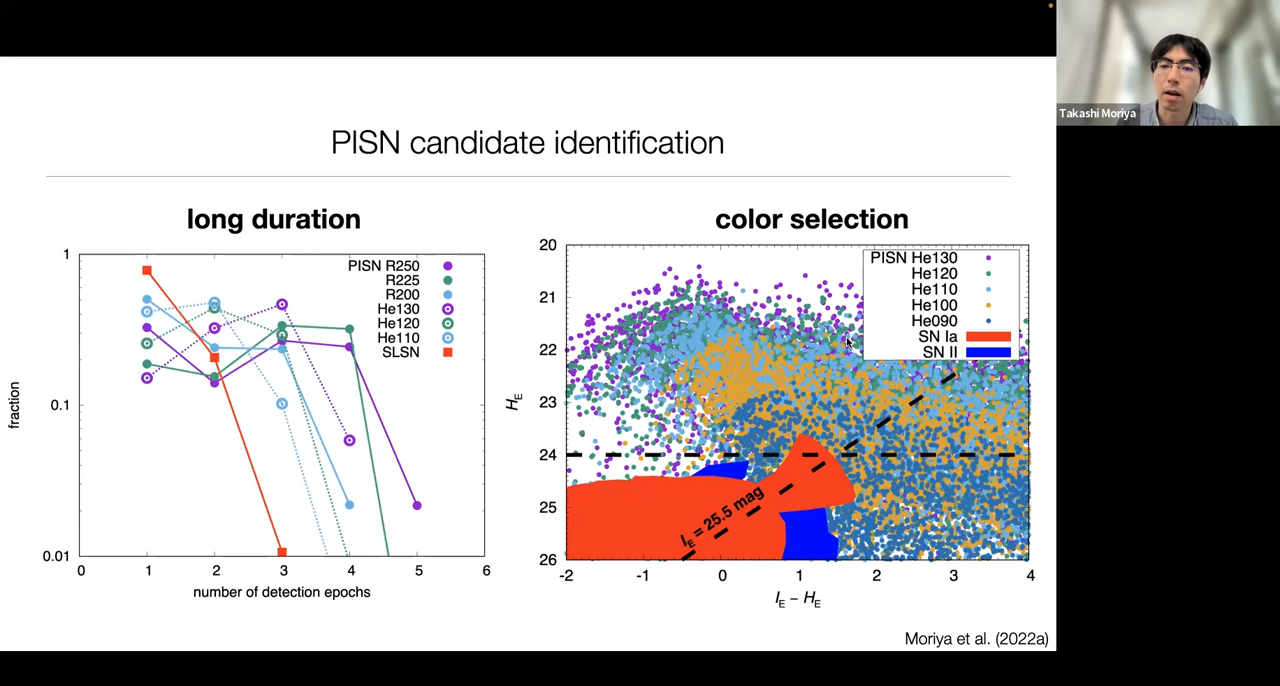 Takashi Moriya
PISN candidate identification
long duration
color selection
1
0.1
0.01
0
1
2
3
4
5
6
fraction
number of detection epochs
PISN R250
R225
R200
He130
He120
He110
SLSN
20
21
22
23
24
25
26
-2
-1
0
1
2
3
4
H_E
I_E – H_E
PISN He130
He120
He110
He100
He090
SN Ia
SN II
I_E = 25.5 mag
Moriya et al. (2022a)